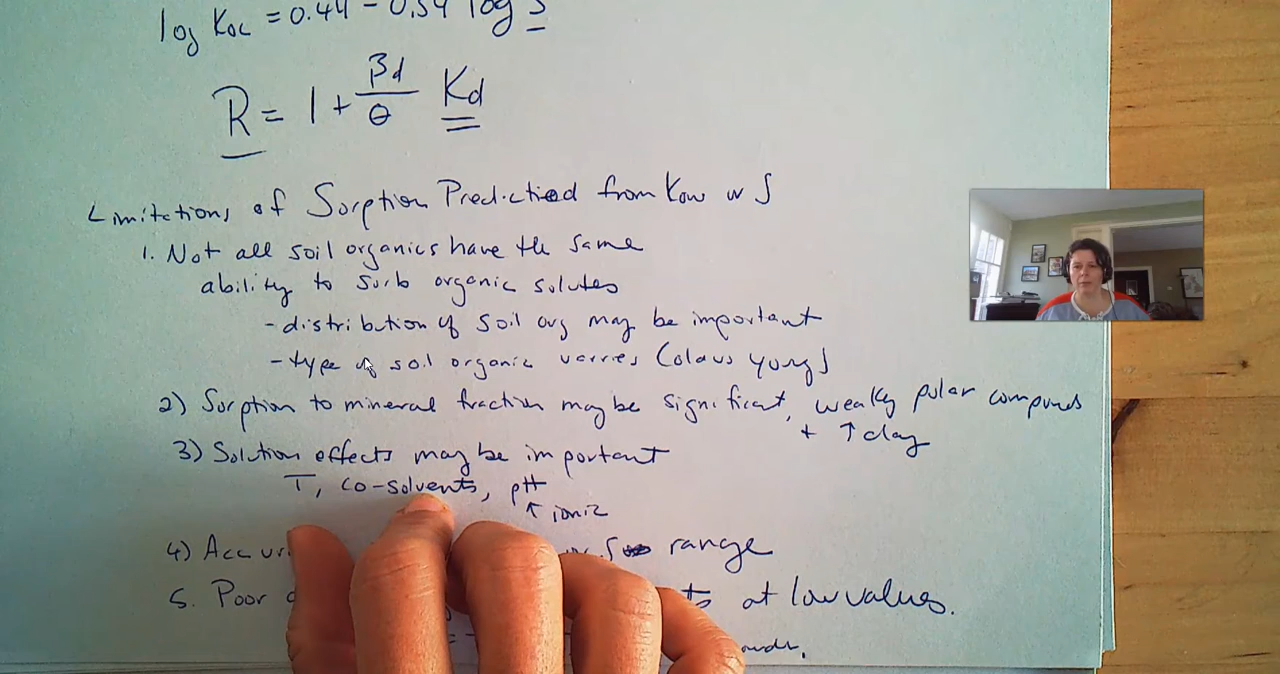 log Koc = 0.44 - 0.54 log S
R = 1 + βd/θ Kd
Limitations of Sorption Predicted from Kow or S
1. Not all soil organics have the same
ability to sorb organic solutes
- distribution of soil org may be important
- type of soil organic varies (old vs young)
2) Sorption to mineral fraction may be significant, weakly polar compounds
+ ↑ clay
3) Solution effects may be important
T, co-solvents, pH
↑ ionic
4) range
5. Poor at low values.